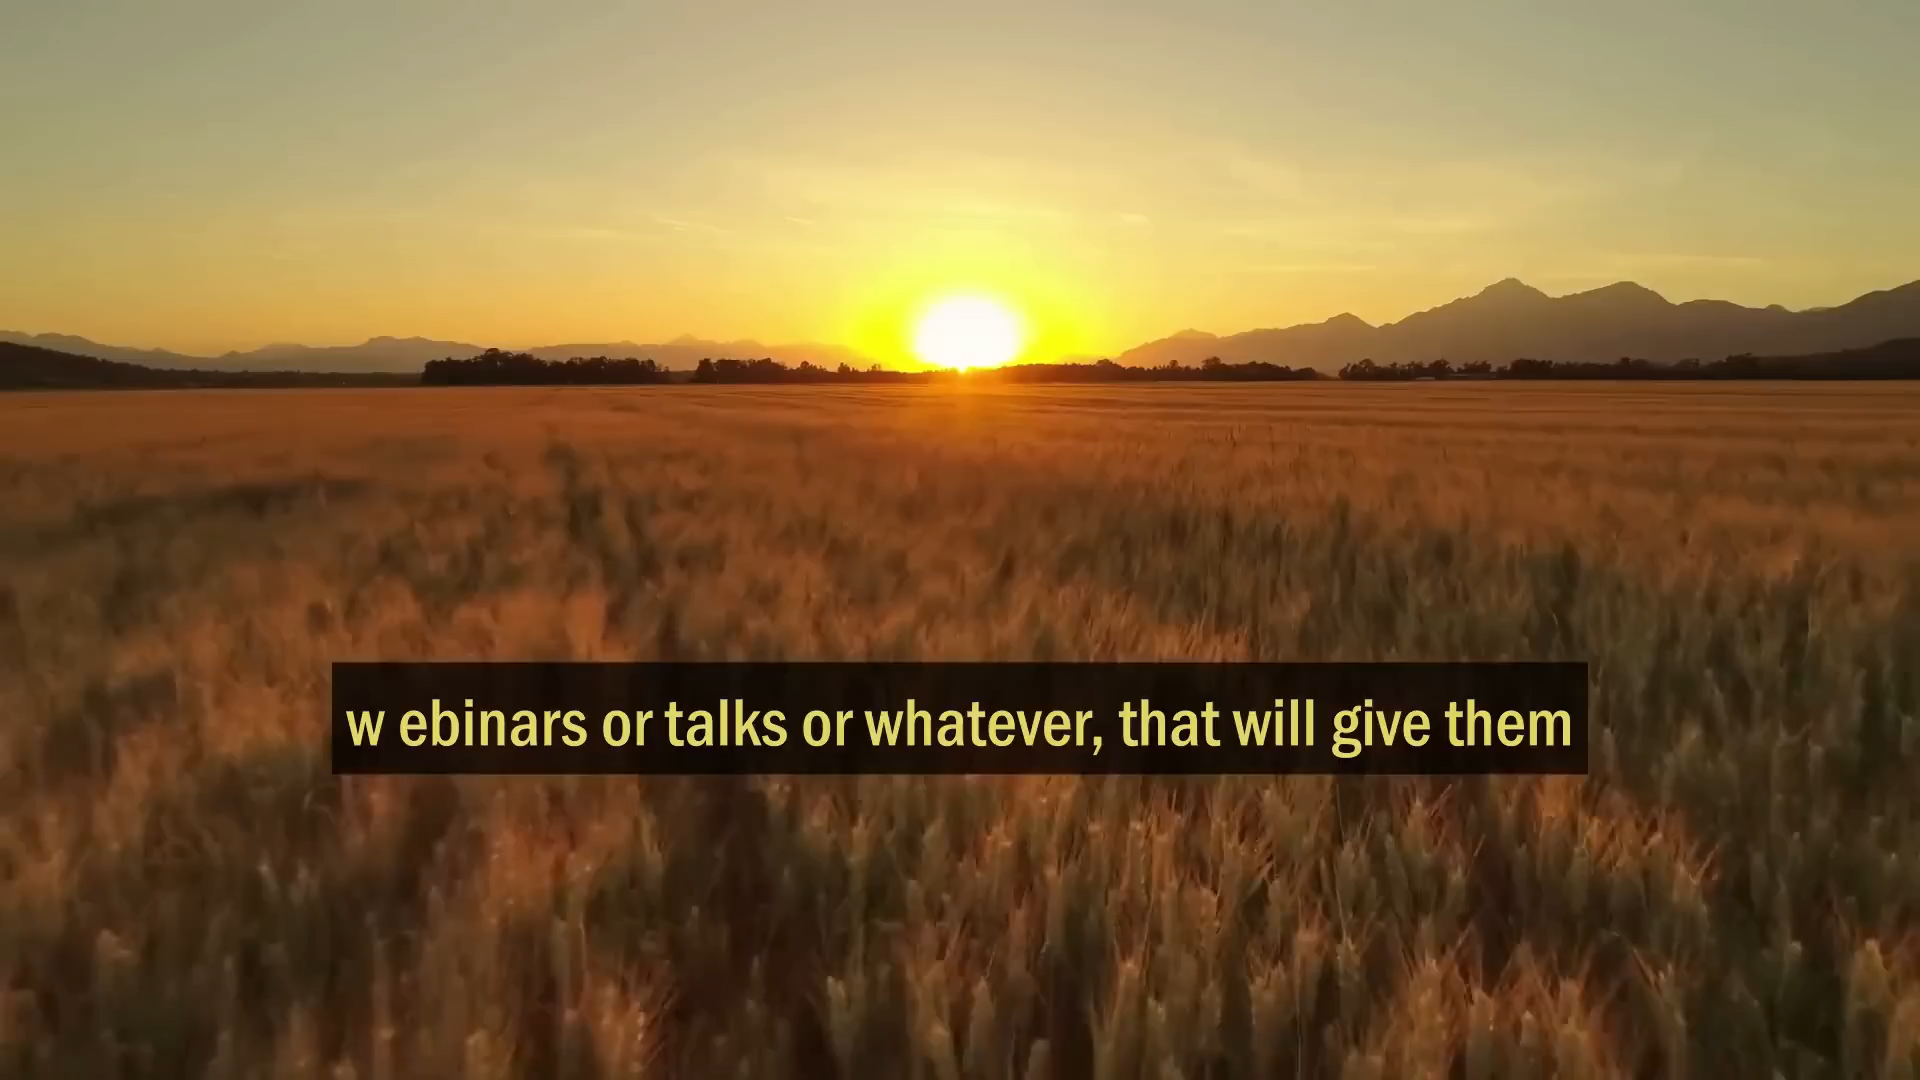 w ebinars or talks or whatever, that will give them